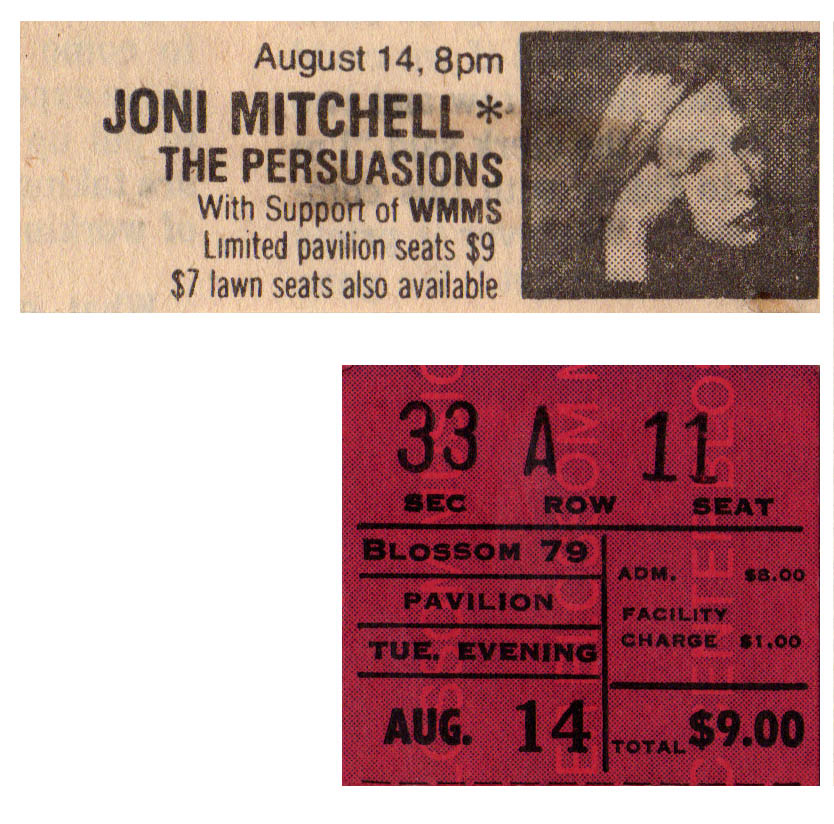 August 14, 8pm
JONI MITCHELL *
THE PERSUASIONS
With Support of WMMS
Limited pavilion seats $9
$7 lawn seats also available
33 A 11
SEC ROW SEAT
BLOSSOM 79
PAVILION
TUE. EVENING
AUG. 14
ADM. $8.00
FACILITY
CHARGE $1.00
TOTAL $9.00